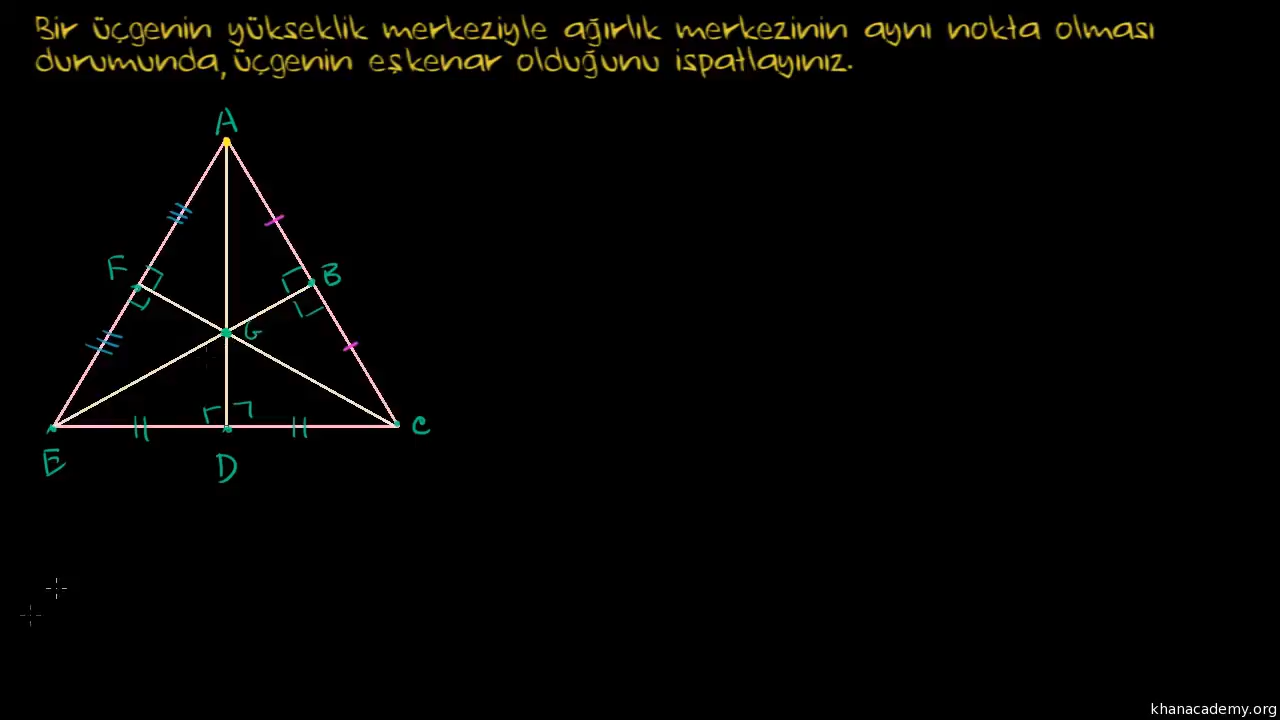 Bir üçgenin yükseklik merkeziyle ağırlık merkezinin aynı nokta olması
durumunda, üçgenin eşkenar olduğunu ispatlayınız.
A
F
B
G
E
D
C
khanacademy.org